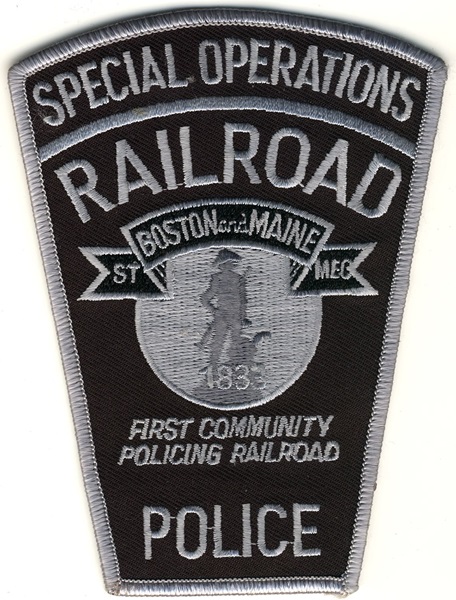 SPECIAL OPERATIONS
RAILROAD
BOSTON and MAINE
ST MEC
1833
FIRST COMMUNITY
POLICING RAILROAD
POLICE